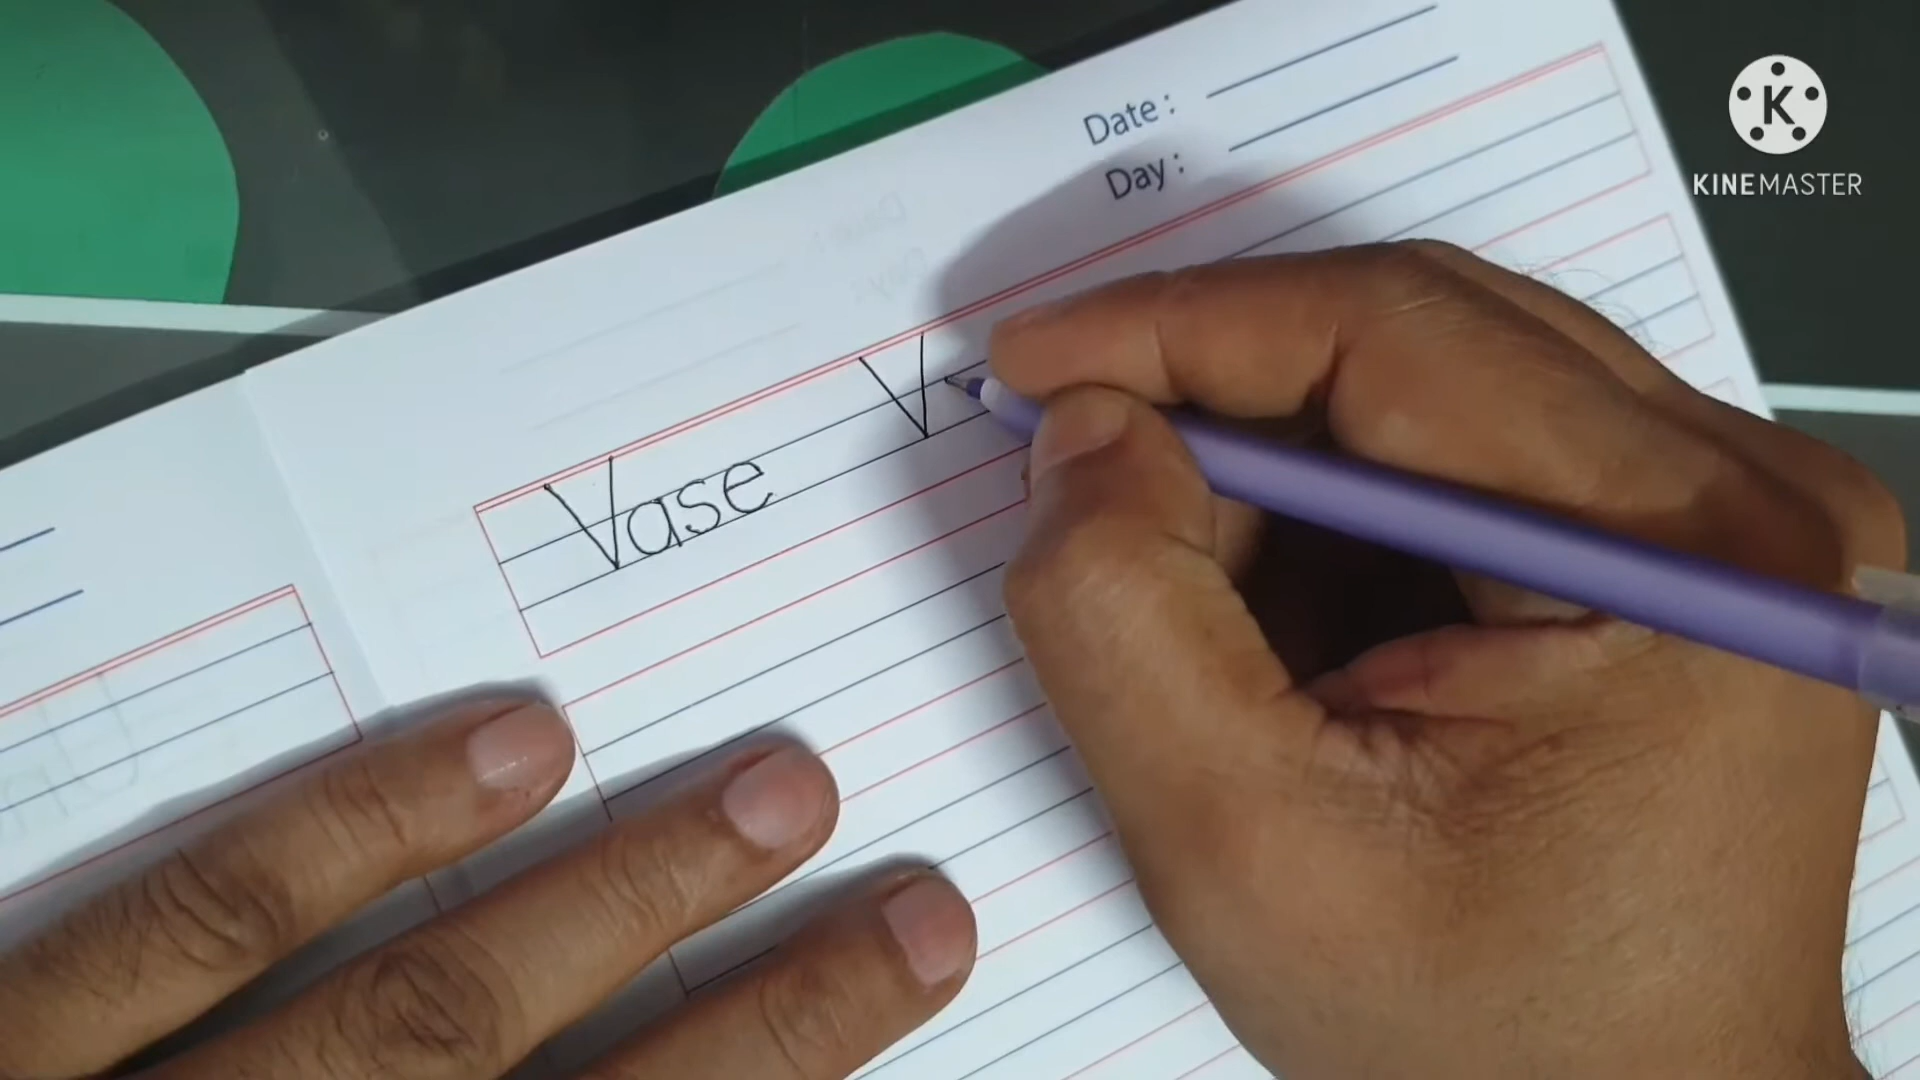 Date :
Day :
Vase V
KINEMASTER